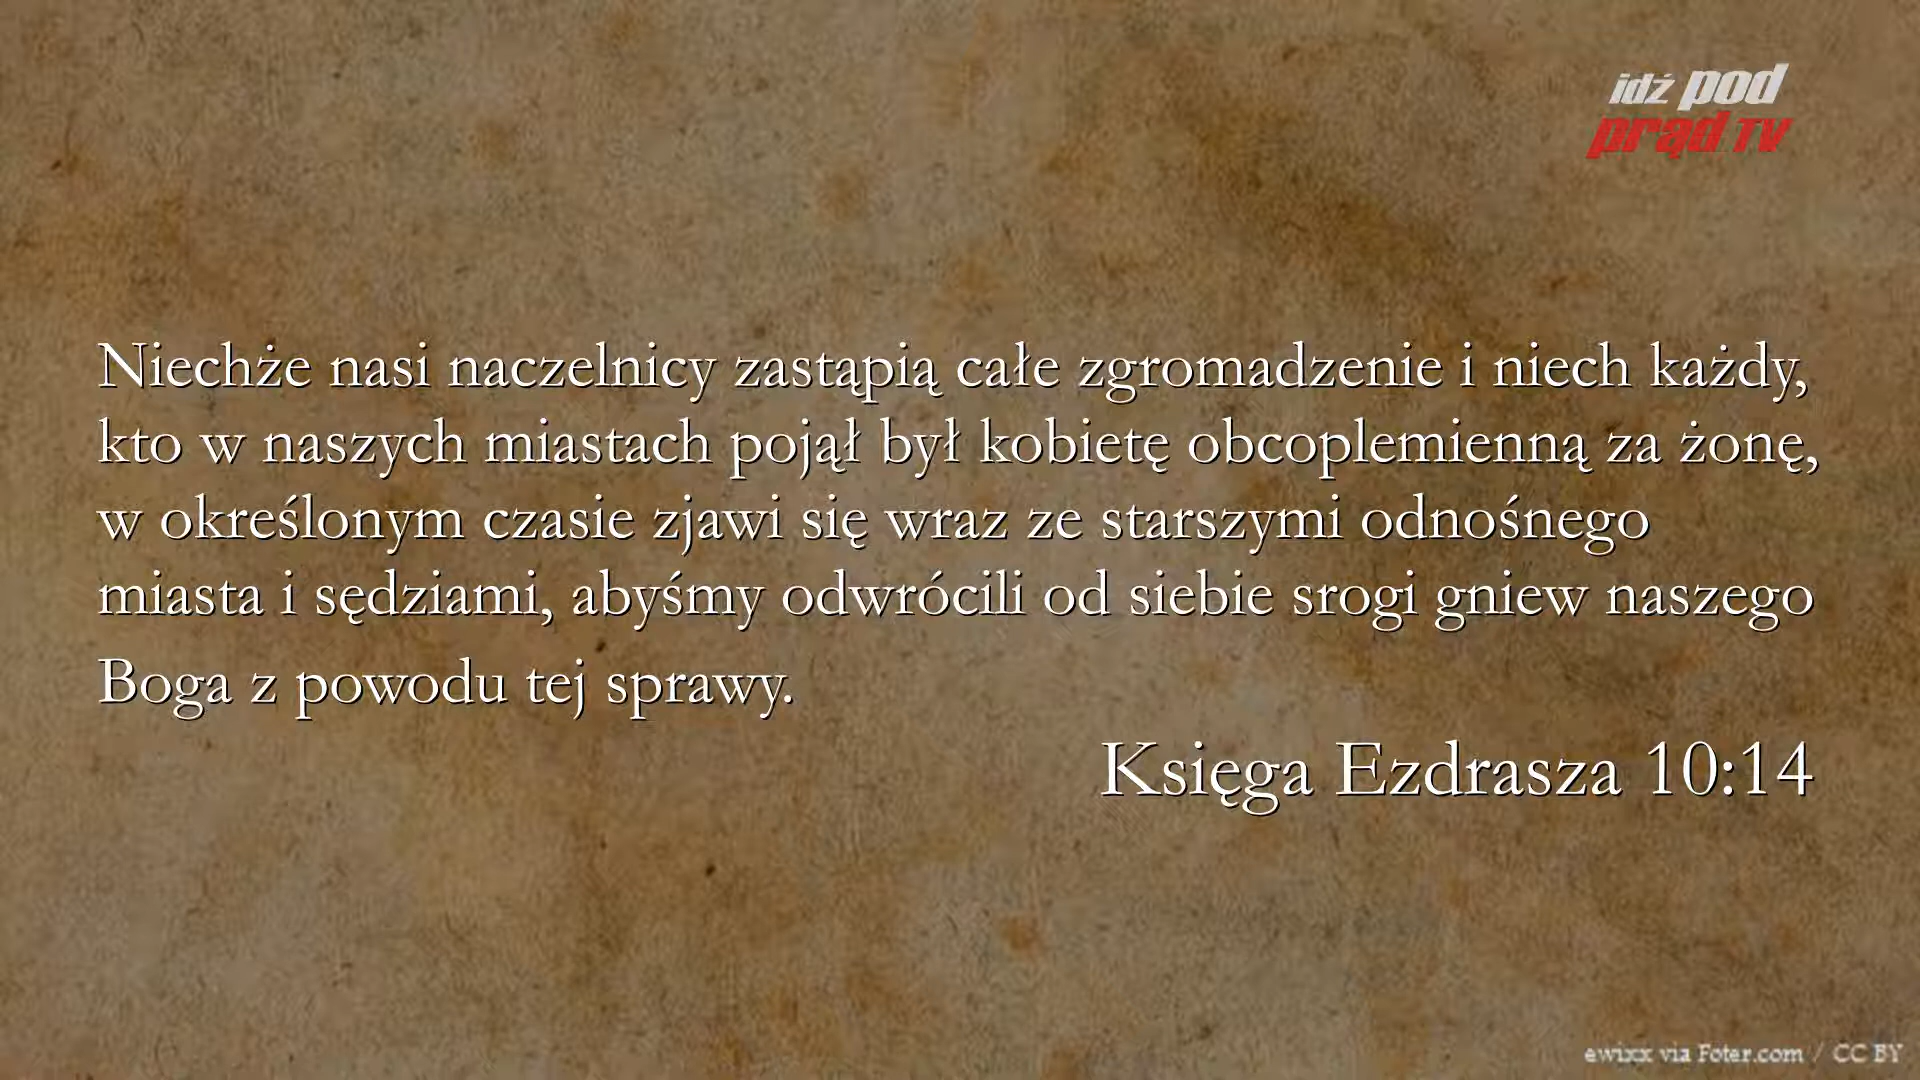 idź pod
prąd TV
Niechże nasi naczelnicy zastąpią całe zgromadzenie i niech każdy,
kto w naszych miastach pojął był kobietę obcoplemienną za żonę,
w określonym czasie zjawi się wraz ze starszymi odnośnego
miasta i sędziami, abyśmy odwrócili od siebie srogi gniew naszego
Boga z powodu tej sprawy.
Księga Ezdrasza 10:14
ewixx via Foter.com / CC BY